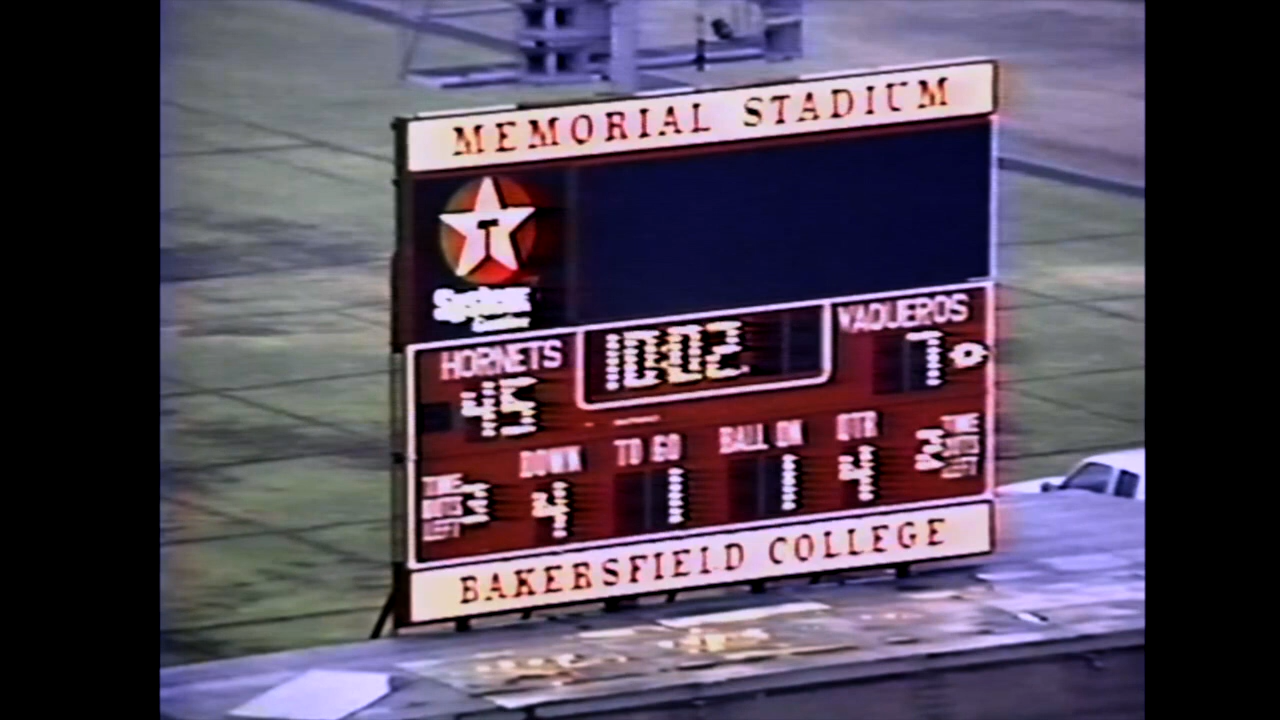 MEMORIAL STADIUM
T
System
HORNETS
10:02
VAQUEROS
45
7
DOWN
TO GO
BALL ON
QTR
TIME
OUTS
LEFT
3
4
1
1
4
TIME
OUTS
LEFT
BAKERSFIELD COLLEGE